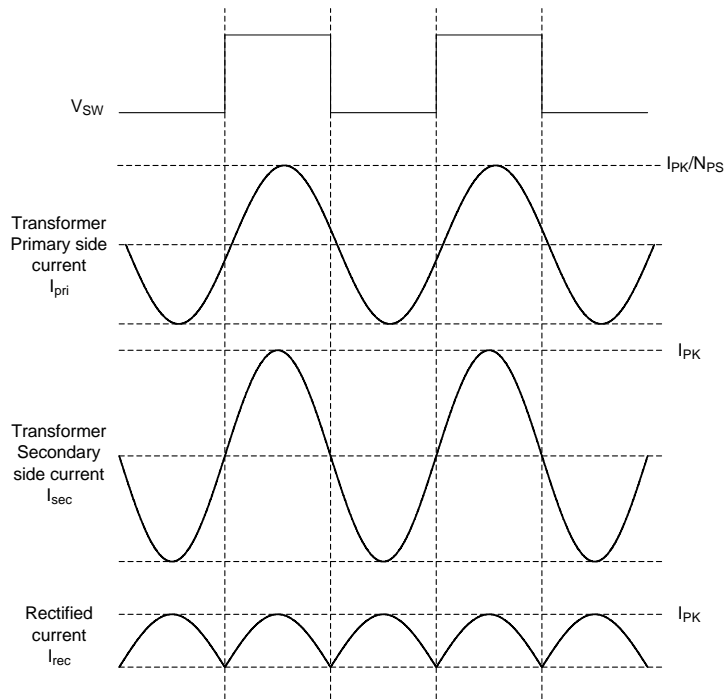 V_SW
I_PK/N_PS
Transformer
Primary side
current
I_pri
I_PK
Transformer
Secondary
side current
I_sec
Rectified
current
I_rec
I_PK